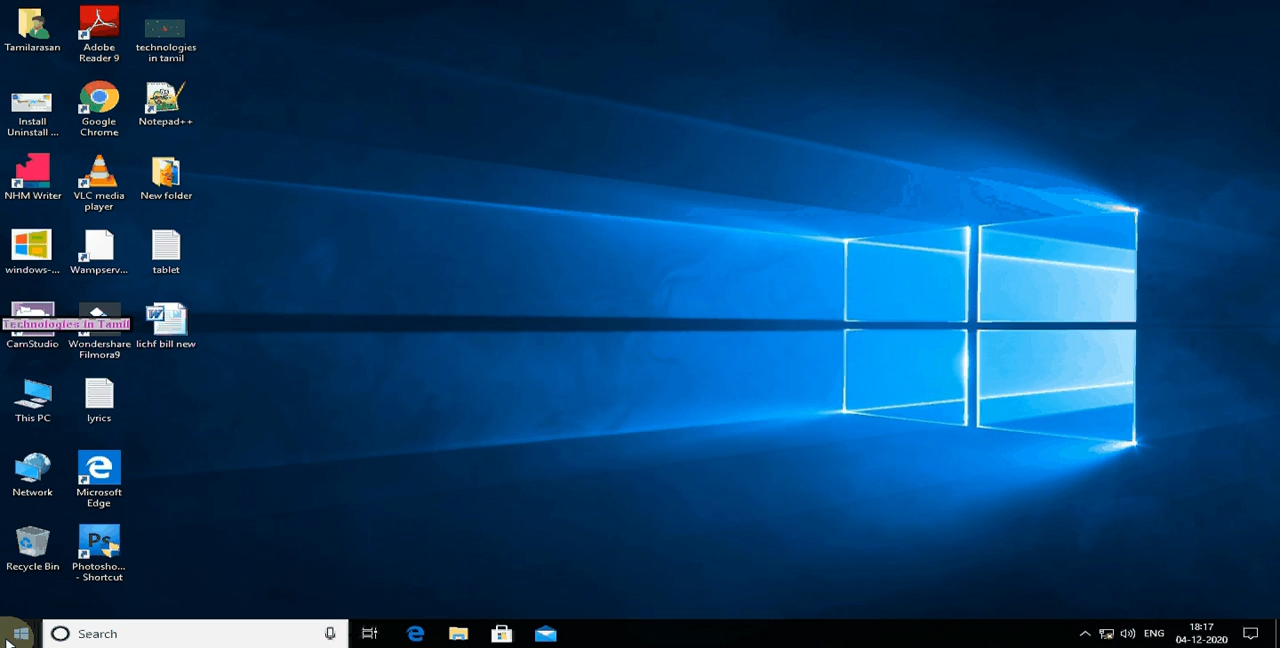 Tamilarasan
Adobe
Reader 9
technologies
in tamil
Install
Uninstall ...
Google
Chrome
Notepad++
NHM Writer
VLC media
player
New folder
windows-...
Wampserv...
tablet
Technologies in Tamil
CamStudio
Wondershare
Filmora9
lichf bill new
This PC
lyrics
Network
Microsoft
Edge
Recycle Bin
Ps
Photosho...
- Shortcut
Search
ENG
18:17
04-12-2020